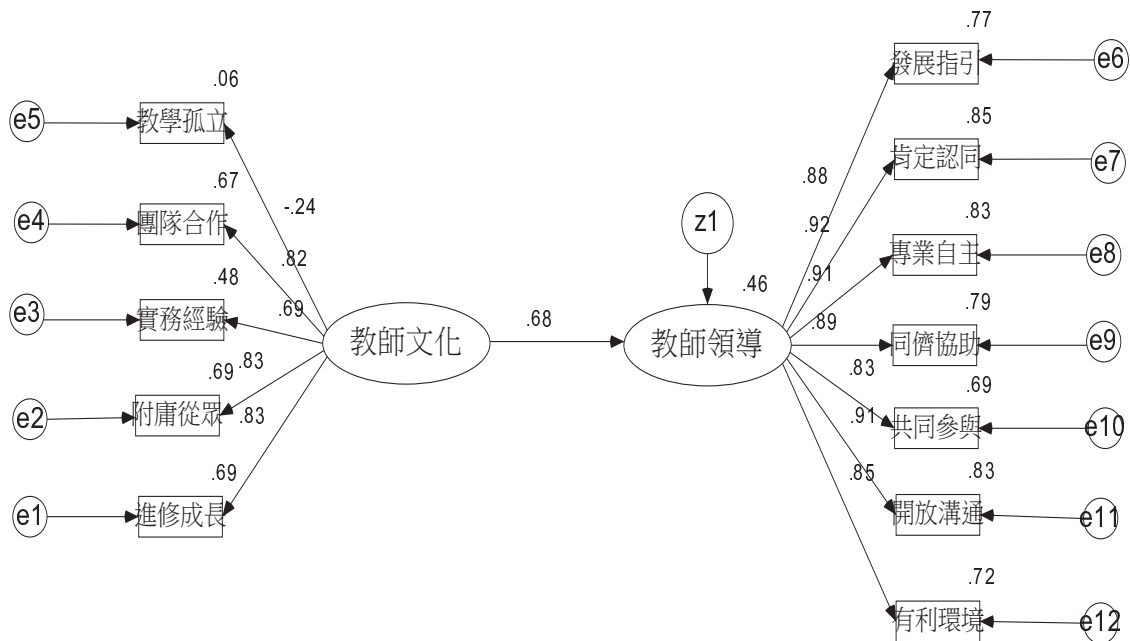 .06
e5
教學孤立
.67
-.24
e4
團隊合作
.82
.48
e3
實務經驗
.69
教師文化
.83
.69
e2
附庸從眾
.83
.69
e1
進修成長
.68
z1
.46
教師領導
.77
發展指引
e6
.88
.85
肯定認同
e7
.92
.83
專業自主
e8
.91
.79
同儕協助
e9
.89
.83
.69
共同參與
e10
.91
.83
開放溝通
e11
.85
.72
有利環境
e12